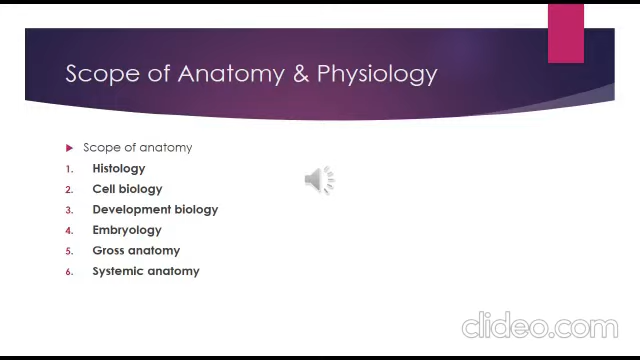 Scope of Anatomy & Physiology
Scope of anatomy
1. Histology
2. Cell biology
3. Development biology
4. Embryology
5. Gross anatomy
6. Systemic anatomy
clideo.com